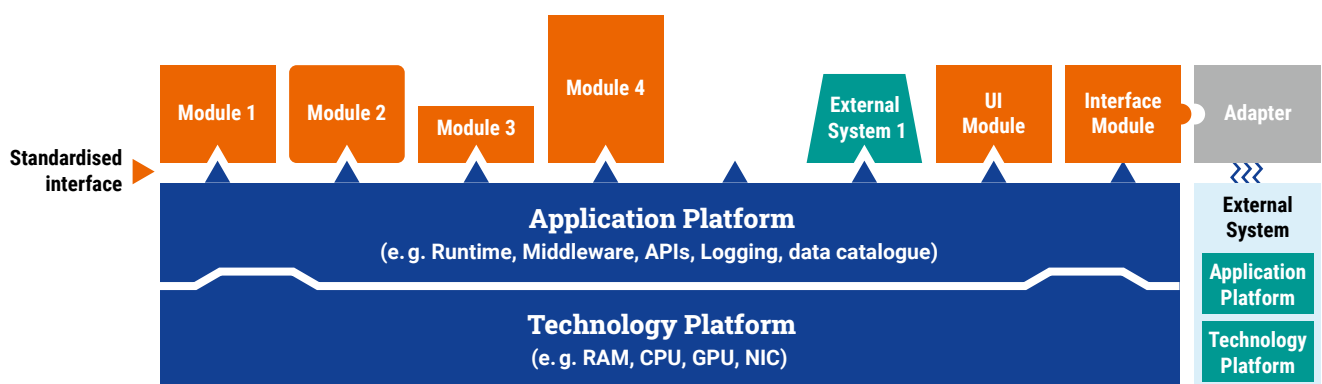 Module 1
Module 2
Module 3
Module 4
External
System 1
UI
Module
Interface
Module
Adapter
Standardised
interface
Application Platform
(e. g. Runtime, Middleware, APIs, Logging, data catalogue)
Technology Platform
(e. g. RAM, CPU, GPU, NIC)
External
System
Application
Platform
Technology
Platform